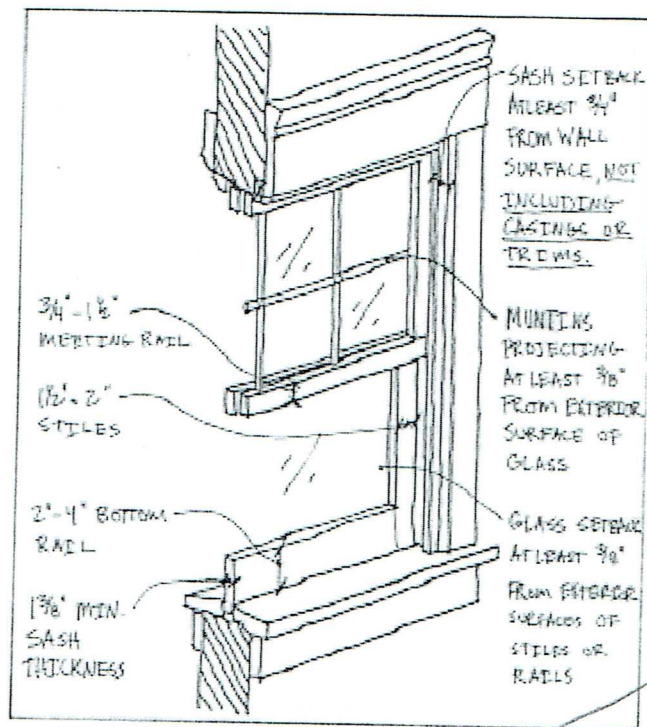 SASH SETBACK
AT LEAST 3/4"
FROM WALL
SURFACE, NOT
INCLUDING
CASINGS OR
TRIMS.
3/4"-1 1/2"
MEETING RAIL
1 1/2"-2"
STILES
2"-4" BOTTOM
RAIL
1 3/8" MIN.
SASH
THICKNESS
MUNTINS
PROJECTING
AT LEAST 3/8"
FROM EXTERIOR
SURFACE OF
GLASS
GLASS SETBACK
AT LEAST
FROM EXTERIOR
SURFACES OF
STILES OR
RAILS